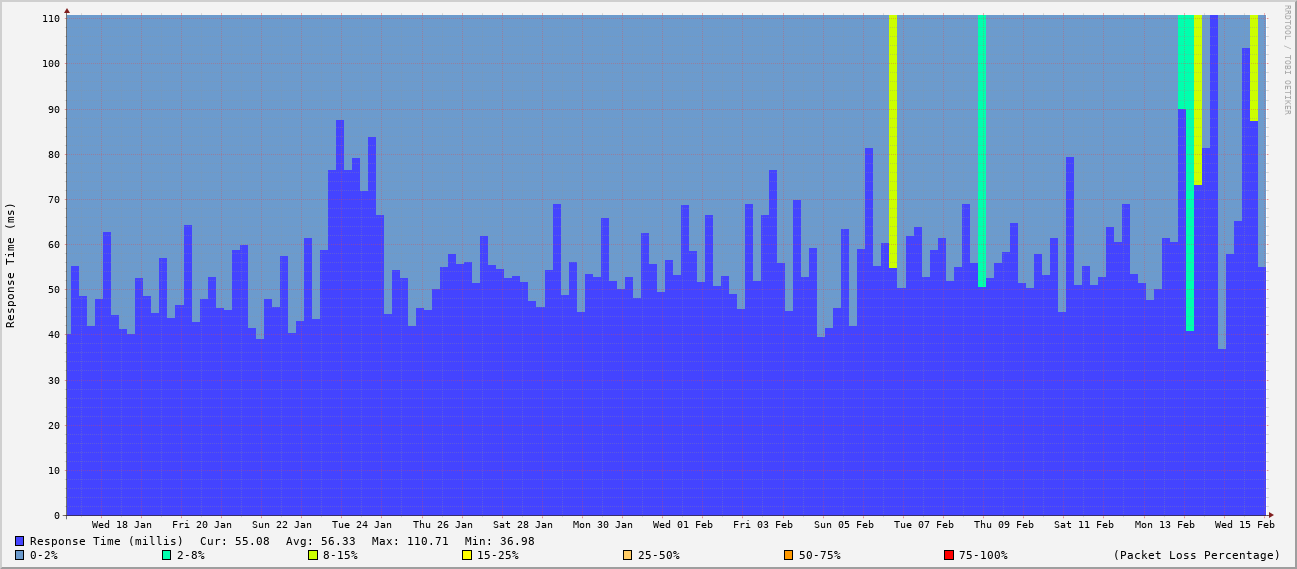 RRDTOOL / TOBI OETIKER
Response Time (ms)
110
100
90
80
70
60
50
40
30
20
10
0
Wed 18 Jan Fri 20 Jan Sun 22 Jan Tue 24 Jan Thu 26 Jan Sat 28 Jan Mon 30 Jan Wed 01 Feb Fri 03 Feb Sun 05 Feb Tue 07 Feb Thu 09 Feb Sat 11 Feb Mon 13 Feb Wed 15 Feb
Response Time (millis) Cur: 55.08 Avg: 56.33 Max: 110.71 Min: 36.98
0-2% 2-8% 8-15% 15-25% 25-50% 50-75% 75-100% (Packet Loss Percentage)